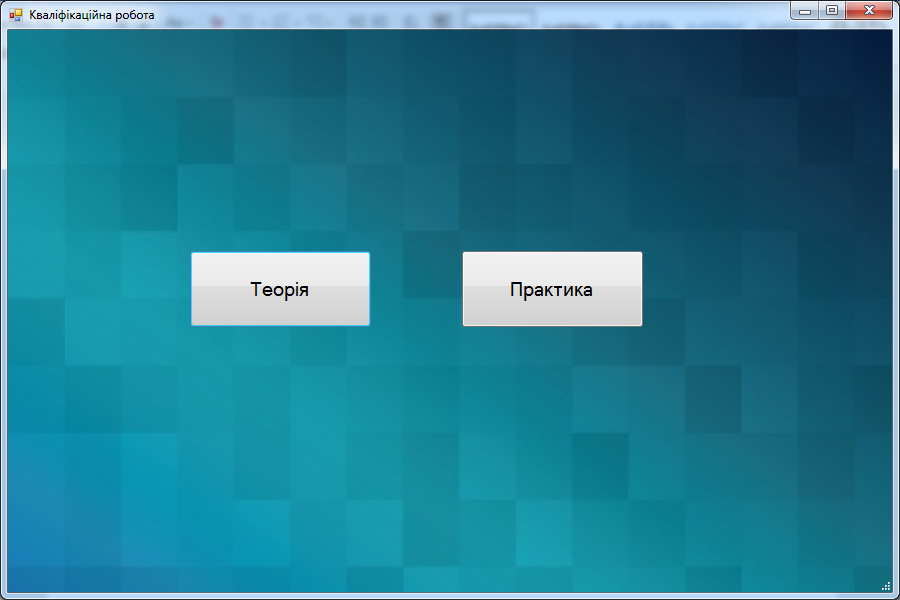 Кваліфікаційна робота
Теорія
Практика